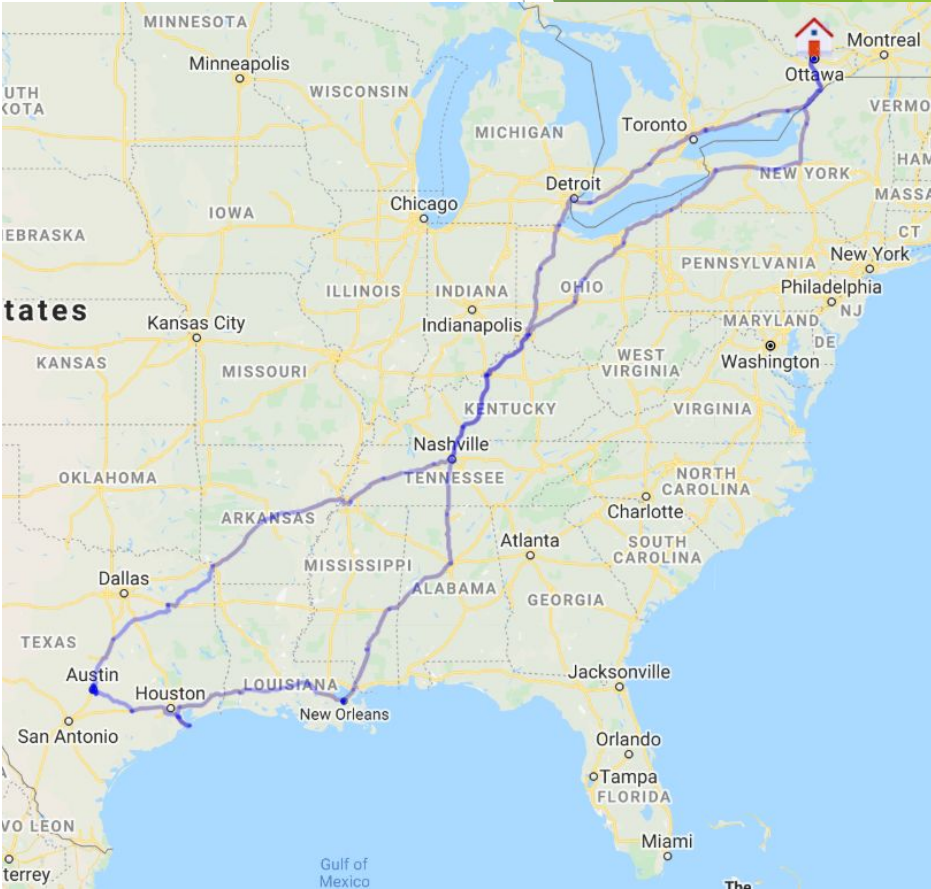 MINNESOTA
Montreal
Minneapolis
Ottawa
UTH
KOTA
WISCONSIN
VERMO
Toronto
MICHIGAN
HAM
NEW YORK
Detroit
MASSA
Chicago
IOWA
CT
EBRASKA
New York
PENNSYLVANIA
ILLINOIS
INDIANA
OHIO
Philadelphia
tates
NJ
Kansas City
Indianapolis
MARYLAND
DE
WEST
VIRGINIA
Washington
KANSAS
MISSOURI
KENTUCKY
VIRGINIA
Nashville
OKLAHOMA
TENNESSEE
NORTH
CAROLINA
Charlotte
ARKANSAS
Atlanta
SOUTH
CAROLINA
MISSISSIPPI
Dallas
ALABAMA
GEORGIA
TEXAS
Austin
Jacksonville
LOUISIANA
Houston
New Orleans
San Antonio
Orlando
Tampa
FLORIDA
VO LEON
Miami
Gulf of
Mexico
terrey
The